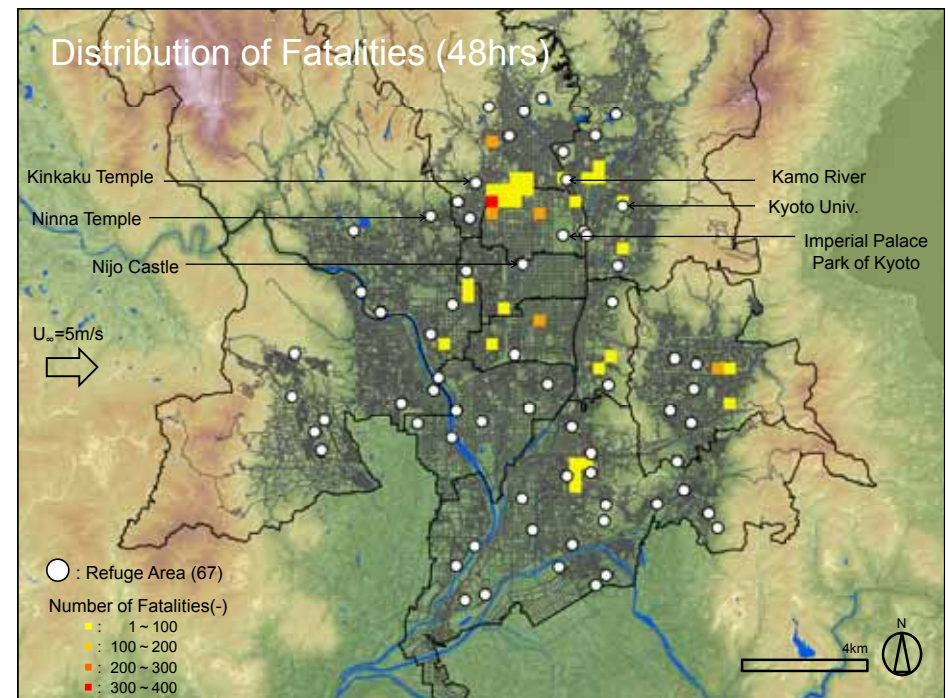 Distribution of Fatalities (48hrs)
Kinkaku Temple
Kamo River
Ninna Temple
Kyoto Univ.
Nijo Castle
Imperial Palace
Park of Kyoto
U∞=5m/s
: Refuge Area (67)
Number of Fatalities(-)
: 1 ~ 100
: 100 ~ 200
: 200 ~ 300
: 300 ~ 400
N
4km